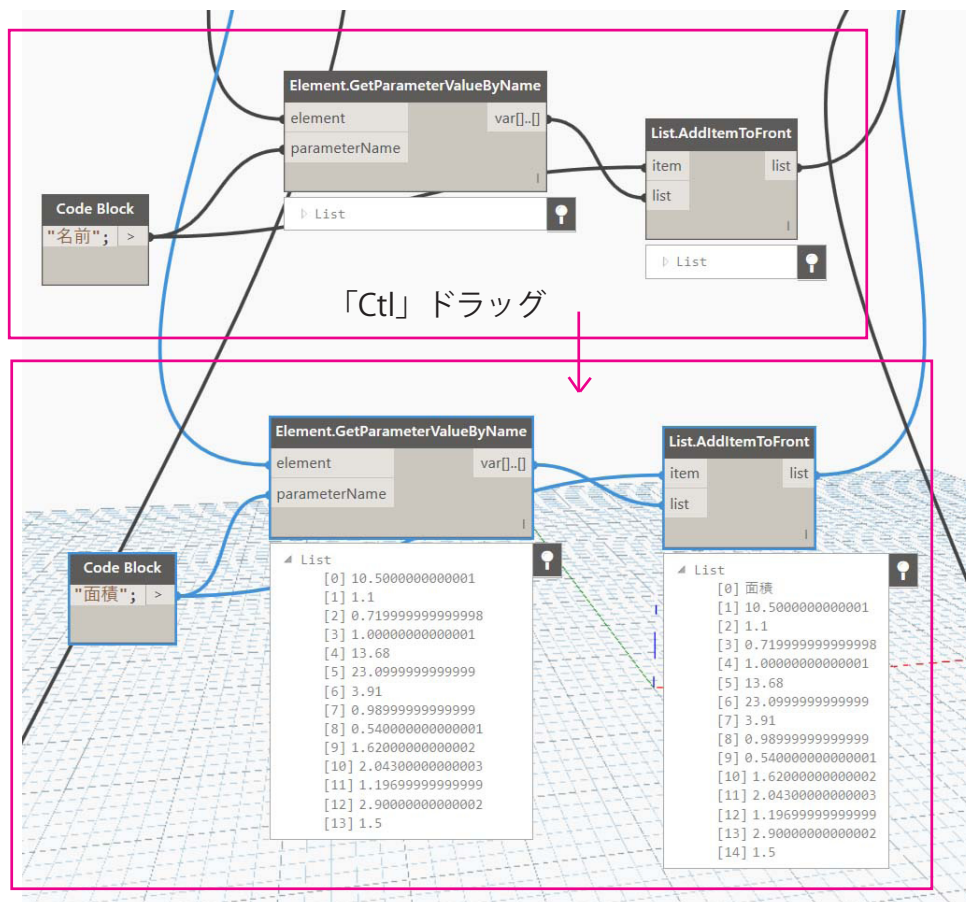 Element.GetParameterValueByName
element var[]..[]
parameterName
List.AddItemToFront
item list
list
Code Block
"名前"; >
List
List
「Ctl」ドラッグ
Element.GetParameterValueByName
element var[]..[]
parameterName
List.AddItemToFront
item list
list
Code Block
"面積"; >
List
[0] 10.5000000000001
[1] 1.1
[2] 0.719999999999998
[3] 1.00000000000001
[4] 13.68
[5] 23.0999999999999
[6] 3.91
[7] 0.98999999999999
[8] 0.540000000000001
[9] 1.62000000000002
[10] 2.04300000000003
[11] 1.19699999999999
[12] 2.90000000000002
[13] 1.5
List
[0] 面積
[1] 10.5000000000001
[2] 1.1
[3] 0.719999999999998
[4] 1.00000000000001
[5] 13.68
[6] 23.0999999999999
[7] 3.91
[8] 0.98999999999999
[9] 0.540000000000001
[10] 1.62000000000002
[11] 2.04300000000003
[12] 1.19699999999999
[13] 2.90000000000002
[14] 1.5